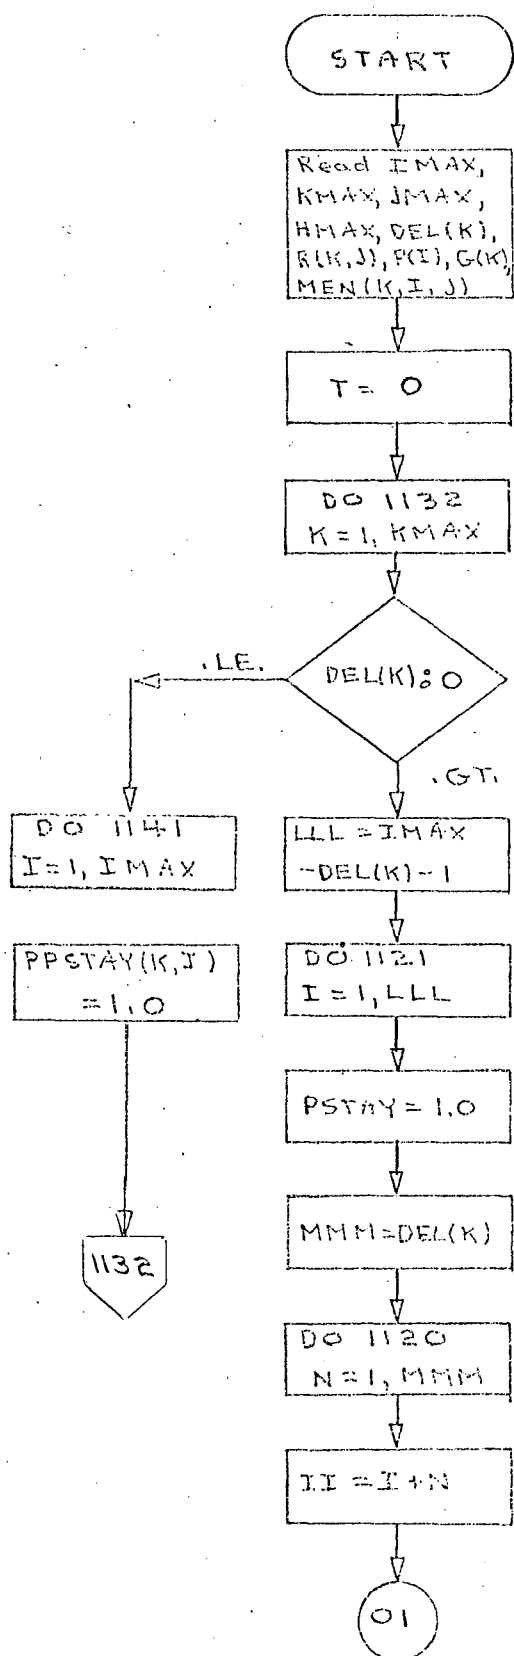 START
Read IMAX,
KMAX, JMAX,
HMAX, DEL(K),
R(K,J), P(I), G(K),
MEN(K, I, J)
T = 0
DO 1132
K = 1, KMAX
DEL(K): 0
.LE.
.GT.
DO 1141
I = 1, IMAX
LLL = IMAX
-DEL(K)-1
PPSTAY(K,I)
= 1.0
DO 1121
I = 1, LLL
PSTAY = 1.0
MMM = DEL(K)
1132
DO 1120
N = 1, MMM
II = I + N
01